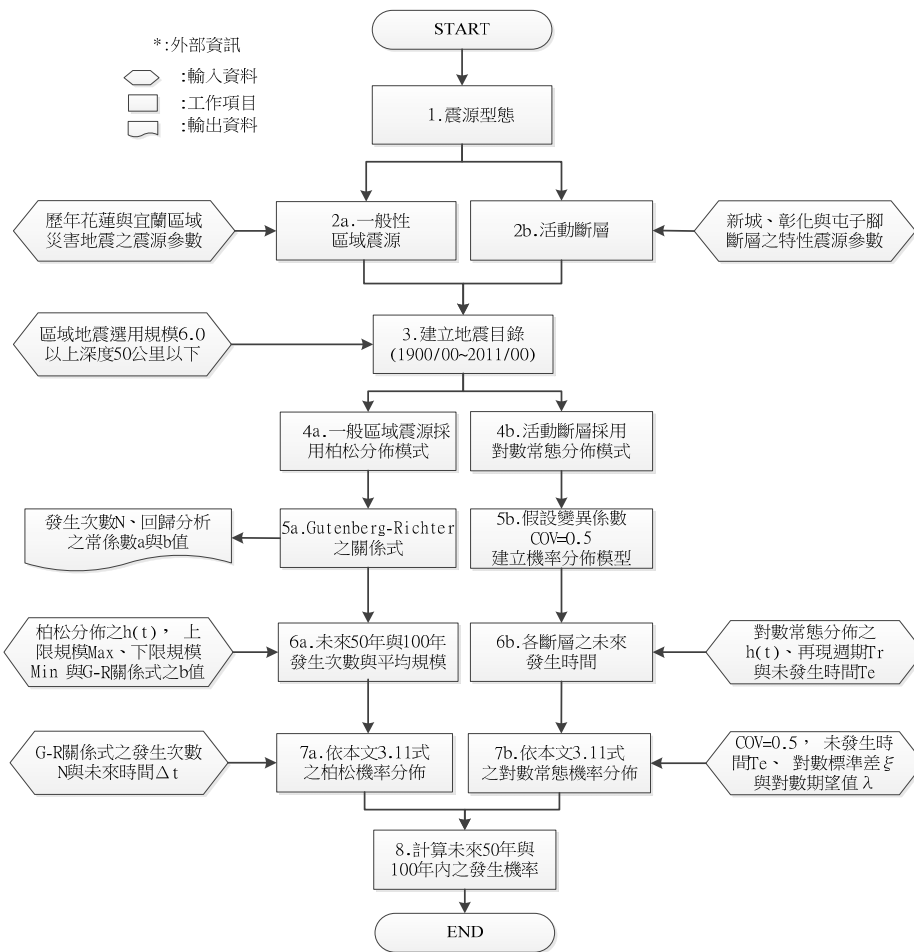 START
*:外部資訊
:輸入資料
:工作項目
:輸出資料
1.震源型態
歷年花蓮與宜蘭區域
災害地震之震源參數
2a.一般性
區域震源
2b.活動斷層
新城、彰化與屯子腳
斷層之特性震源參數
區域地震選用規模6.0
以上深度50公里以下
3.建立地震目錄
(1900/00~2011/00)
4a.一般區域震源採
用柏松分佈模式
4b.活動斷層採用
對數常態分佈模式
發生次數N、回歸分析
之常係數a與b值
5a.Gutenberg-Richter
之關係式
5b.假設變異係數
COV=0.5
建立機率分佈模型
柏松分佈之h(t), 上
限規模Max、下限規模
Min 與G-R關係式之b值
6a.未來50年與100年
發生次數與平均規模
6b.各斷層之未來
發生時間
對數常態分佈之
h(t)、再現週期Tr
與未發生時間Te
G-R關係式之發生次數
N與未來時間Δt
7a.依本文3.11式
之柏松機率分佈
7b.依本文3.11式
之對數常態機率分佈
COV=0.5, 未發生時
間Te、 對數標準差ξ
與對數期望值λ
8.計算未來50年與
100年內之發生機率
END